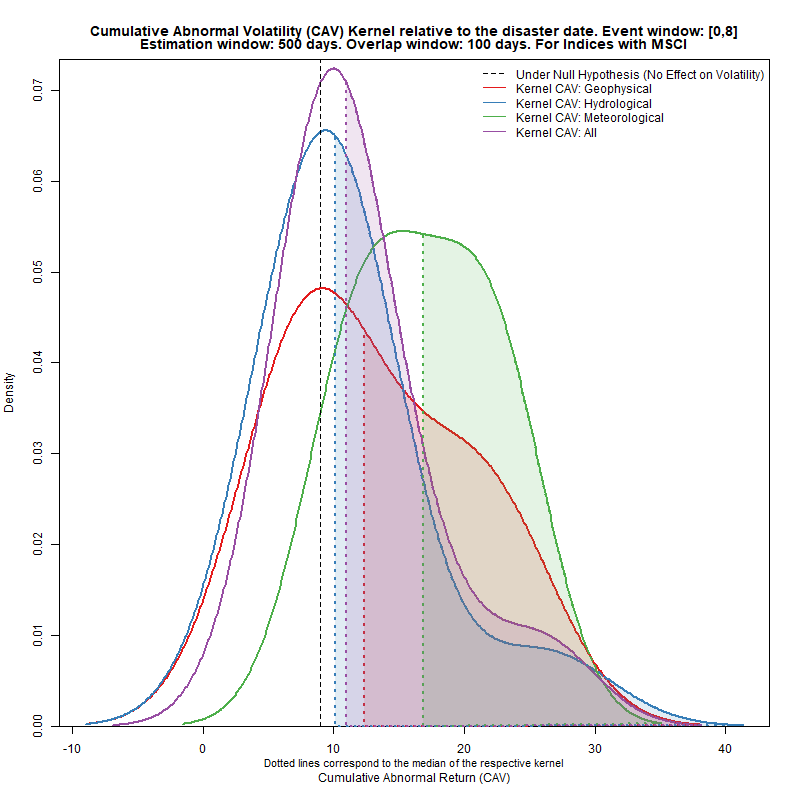 Cumulative Abnormal Volatility (CAV) Kernel relative to the disaster date. Event window: [0,8]
Estimation window: 500 days. Overlap window: 100 days. For Indices with MSCI
Under Null Hypothesis (No Effect on Volatility)
Kernel CAV: Geophysical
Kernel CAV: Hydrological
Kernel CAV: Meteorological
Kernel CAV: All
Density
0.07
0.06
0.05
0.04
0.03
0.02
0.01
0.00
-10 0 10 20 30 40
Dotted lines correspond to the median of the respective kernel
Cumulative Abnormal Return (CAV)